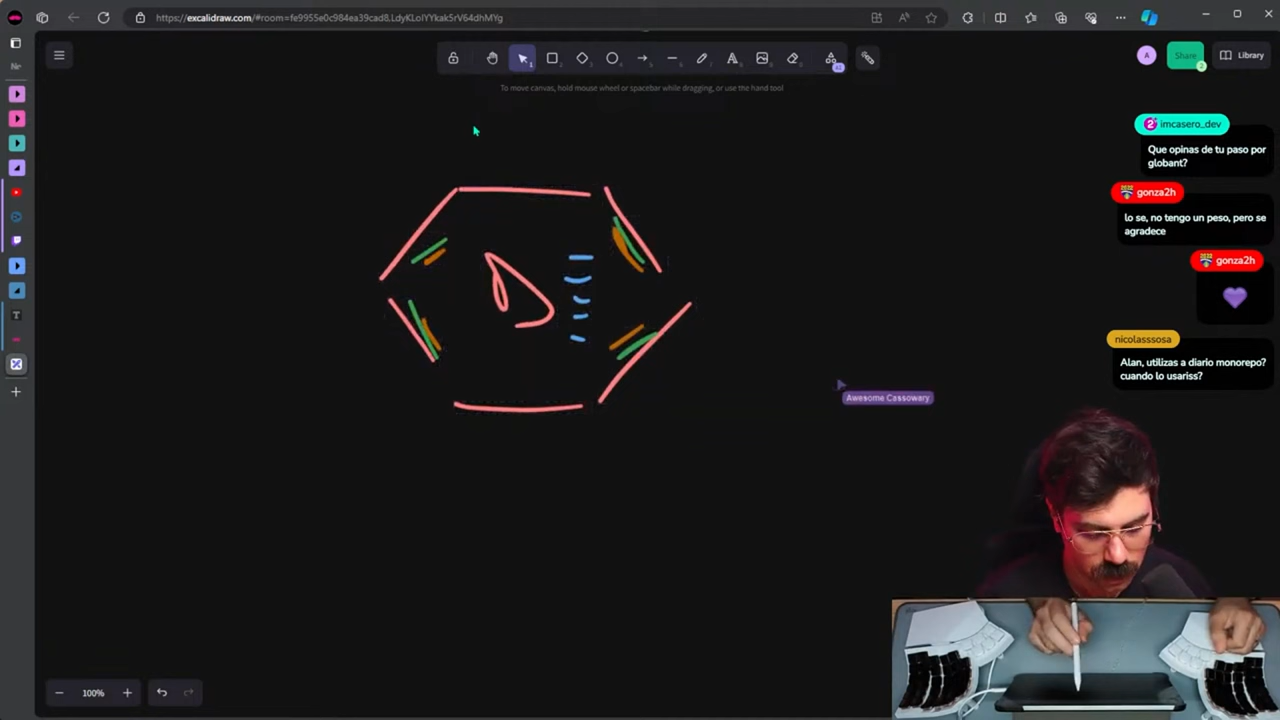 https://excalidraw.com/#room=fe9955e0c984ea39cad8,LdyKLoIYYkak5rV64dhMYg
A
Share
2
Library
To move canvas, hold mouse wheel or spacebar while dragging, or use the hand tool
imcasero_dev
Que opinas de tu paso por
globant?
gonza2h
lo se, no tengo un peso, pero se
agradece
gonza2h
nicolasssosa
Alan, utilizas a diario monorepo?
cuando lo usariss?
Awesome Cassowary
100%